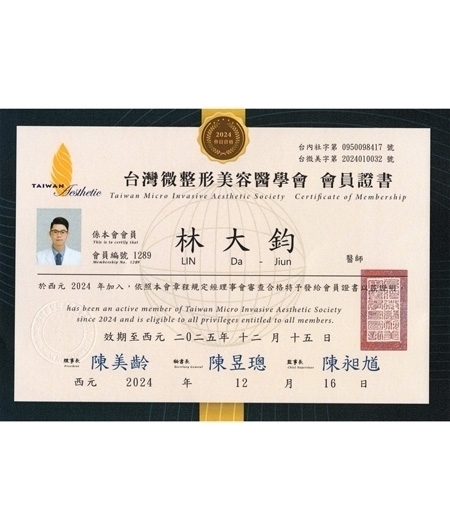 2024
會員證書
台內社字第 0950098417 號
台微美字第 2024010032 號
TAIWAN
Aesthetic
台灣微整形美容醫學會 會員證書
Taiwan Micro Invasive Aesthetic Society Certificate of Membership
係本會會員
This is to certify that
會員編號 1289
Membership No. 1289
林大鈞 醫師
LIN Da - Jiun
於西元 2024 年加入，依照本會章程規定經理事會審查合格特予發給會員證書以茲證明
has been an active member of Taiwan Micro Invasive Aesthetic Society
since 2024 and is eligible to all privileges entitled to all members.
效期至西元 二○二五年 十二月 十五日
理事長 陳美齡 秘書長 陳昱璁 監事長 陳昶馗
President Secretary General Chief Supervisor
西元 2024 年 12 月 16 日